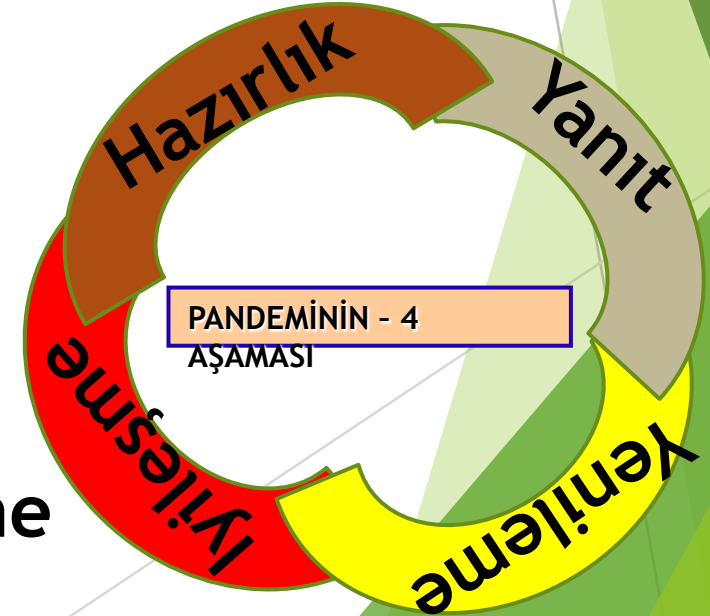 Hazırlık
Yanıt
PANDEMİNİN - 4
AŞAMASI
İyileşme
Yenileme